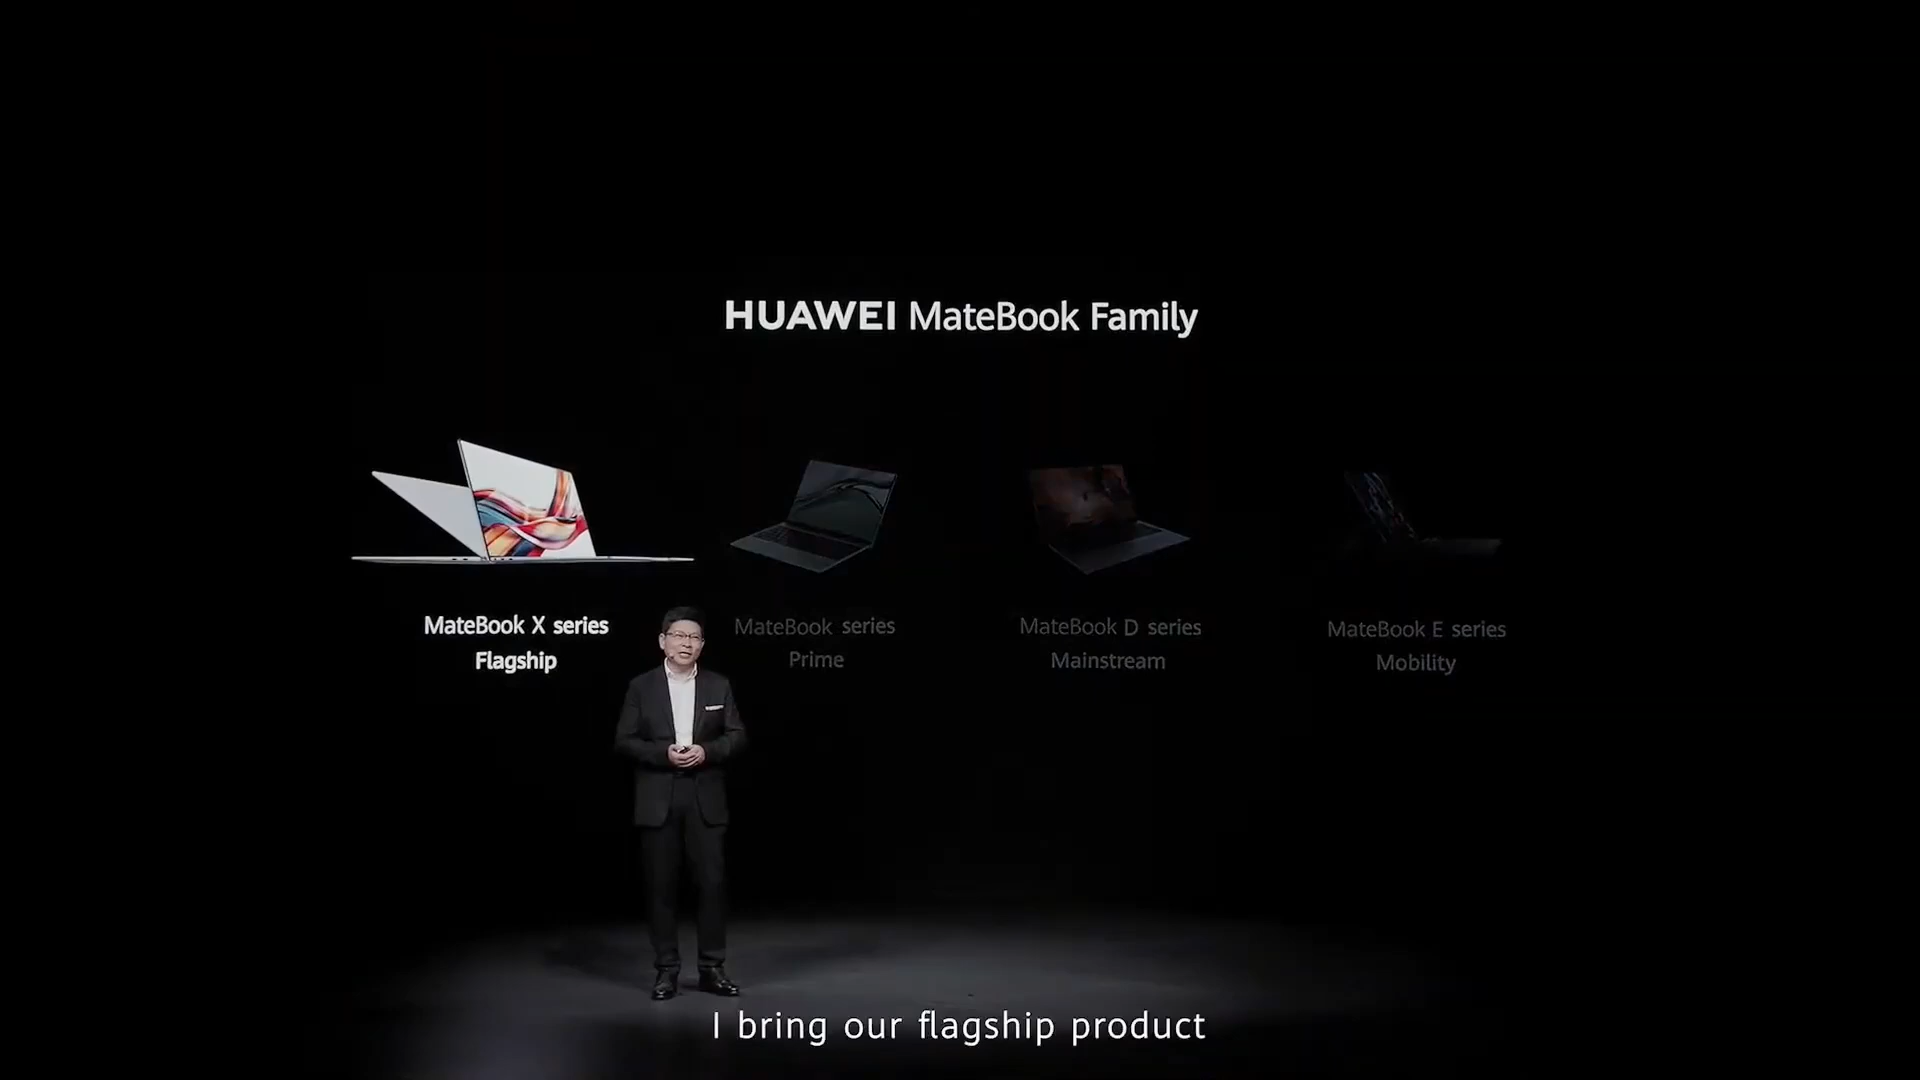 HUAWEI MateBook Family
MateBook X series
Flagship
MateBook series
Prime
MateBook D series
Mainstream
MateBook E series
Mobility
I bring our flagship product